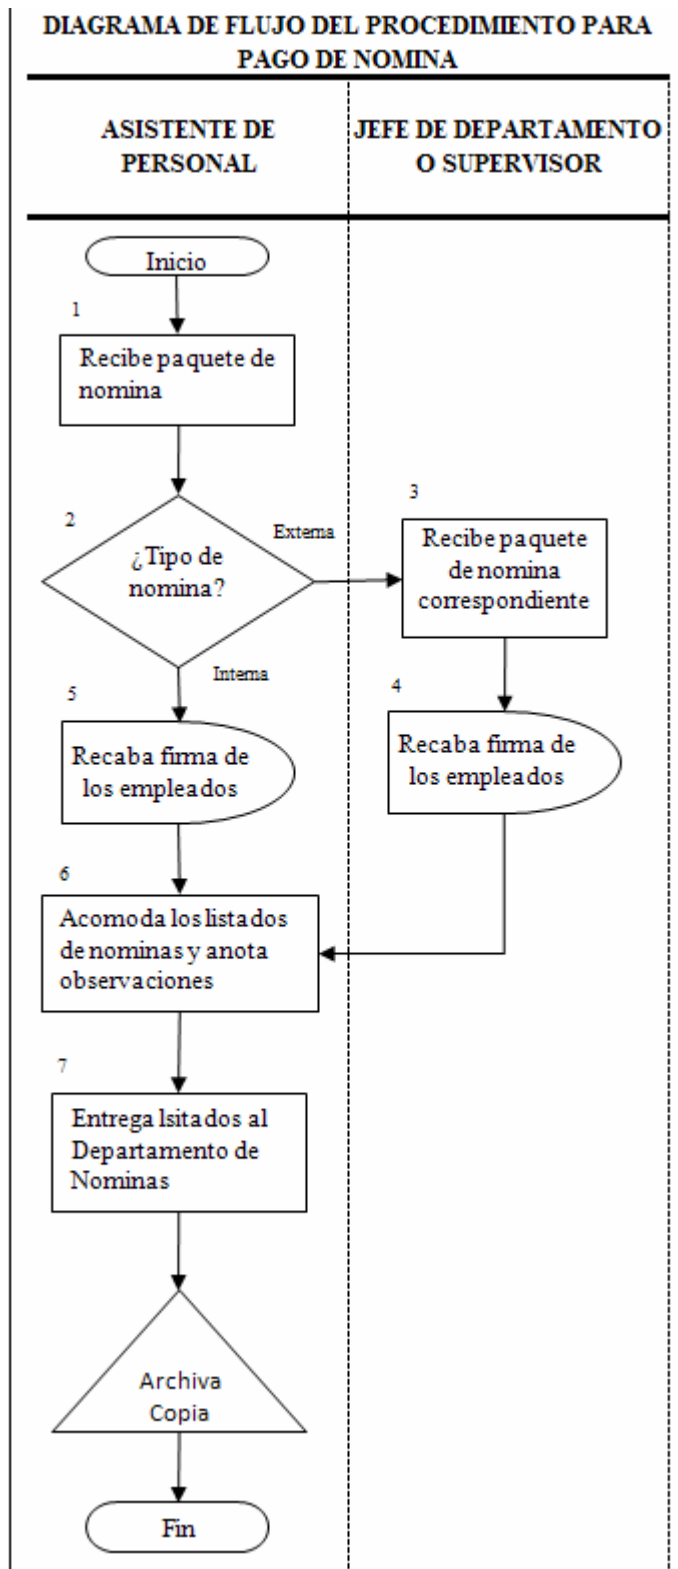 DIAGRAMA DE FLUJO DEL PROCEDIMIENTO PARA
PAGO DE NOMINA
ASISTENTE DE
PERSONAL
JEFE DE DEPARTAMENTO
O SUPERVISOR
Inicio
1
Recibe paquete de
nomina
2
¿Tipo de
nomina?
Externa
3
Recibe paquete
de nomina
correspondiente
Interna
4
Recaba firma de
los empleados
5
Recaba firma de
los empleados
6
Acomoda los listados
de nominas y anota
observaciones
7
Entrega lsitados al
Departamento de
Nominas
Archiva
Copia
Fin